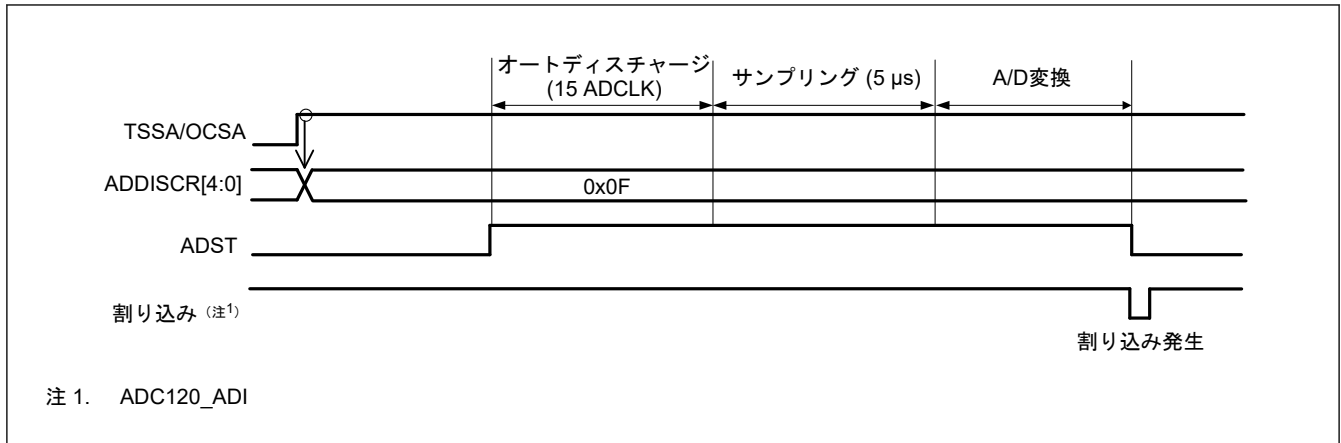 オートディスチャージ
(15 ADCLK)
サンプリング (5 µs)
A/D変換
TSSA/OCSA
ADDISCR[4:0]
0x0F
ADST
割り込み（注1）
割り込み発生
注 1. ADC120_ADI